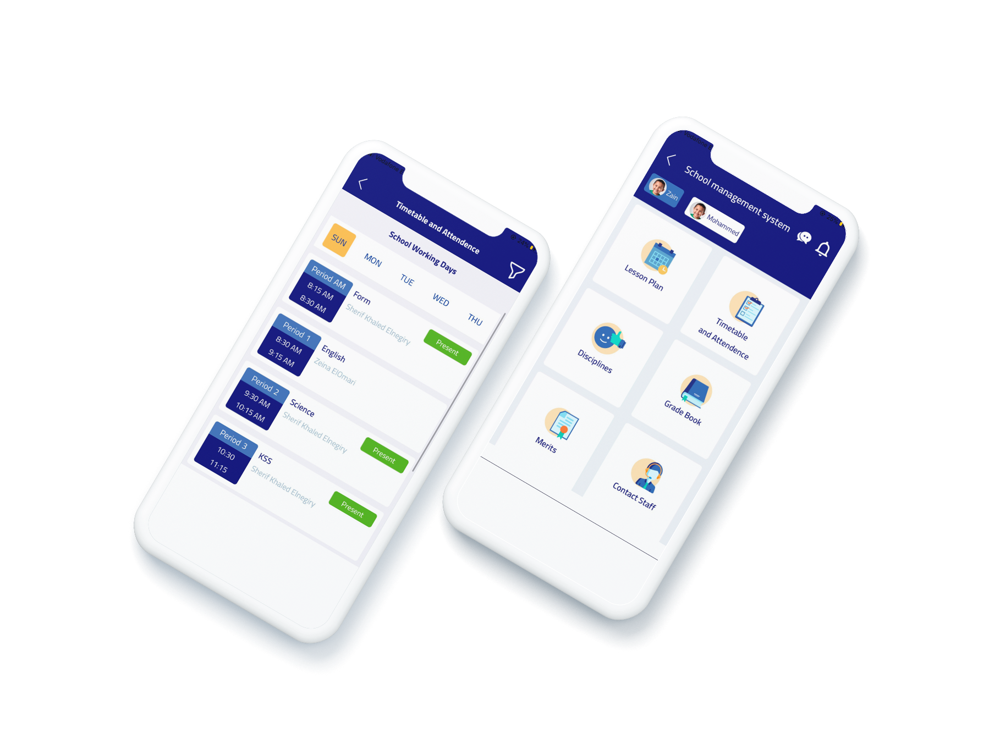 Vodafone E
24%
Timetable and Attendence
School Working Days
SUN
MON
TUE
WED
THU
Period AM
8:15 AM
8:30 AM
Form
Sherif Khaled Elnegiry
Present
Period 1
8:30 AM
9:15 AM
English
Zeina ElOmari
Period 2
9:30 AM
10:15 AM
Science
Sherif Khaled Elnegiry
Present
Period 3
10:30
11:15
KSS
Sherif Khaled Elnegiry
Present
Vodafone E
School management system
Zain
Mohammed
Lesson Plan
Timetable
and Attendence
Disciplines
Grade Book
Merits
Contact Staff